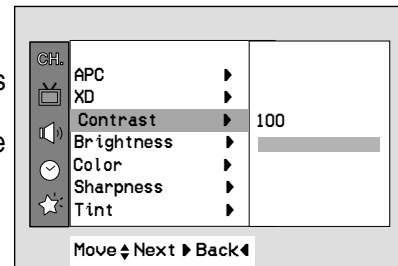 CH.
s
e
APC
XD
Contrast 100
Brightness
Color
Sharpness
Tint
Move Next Back